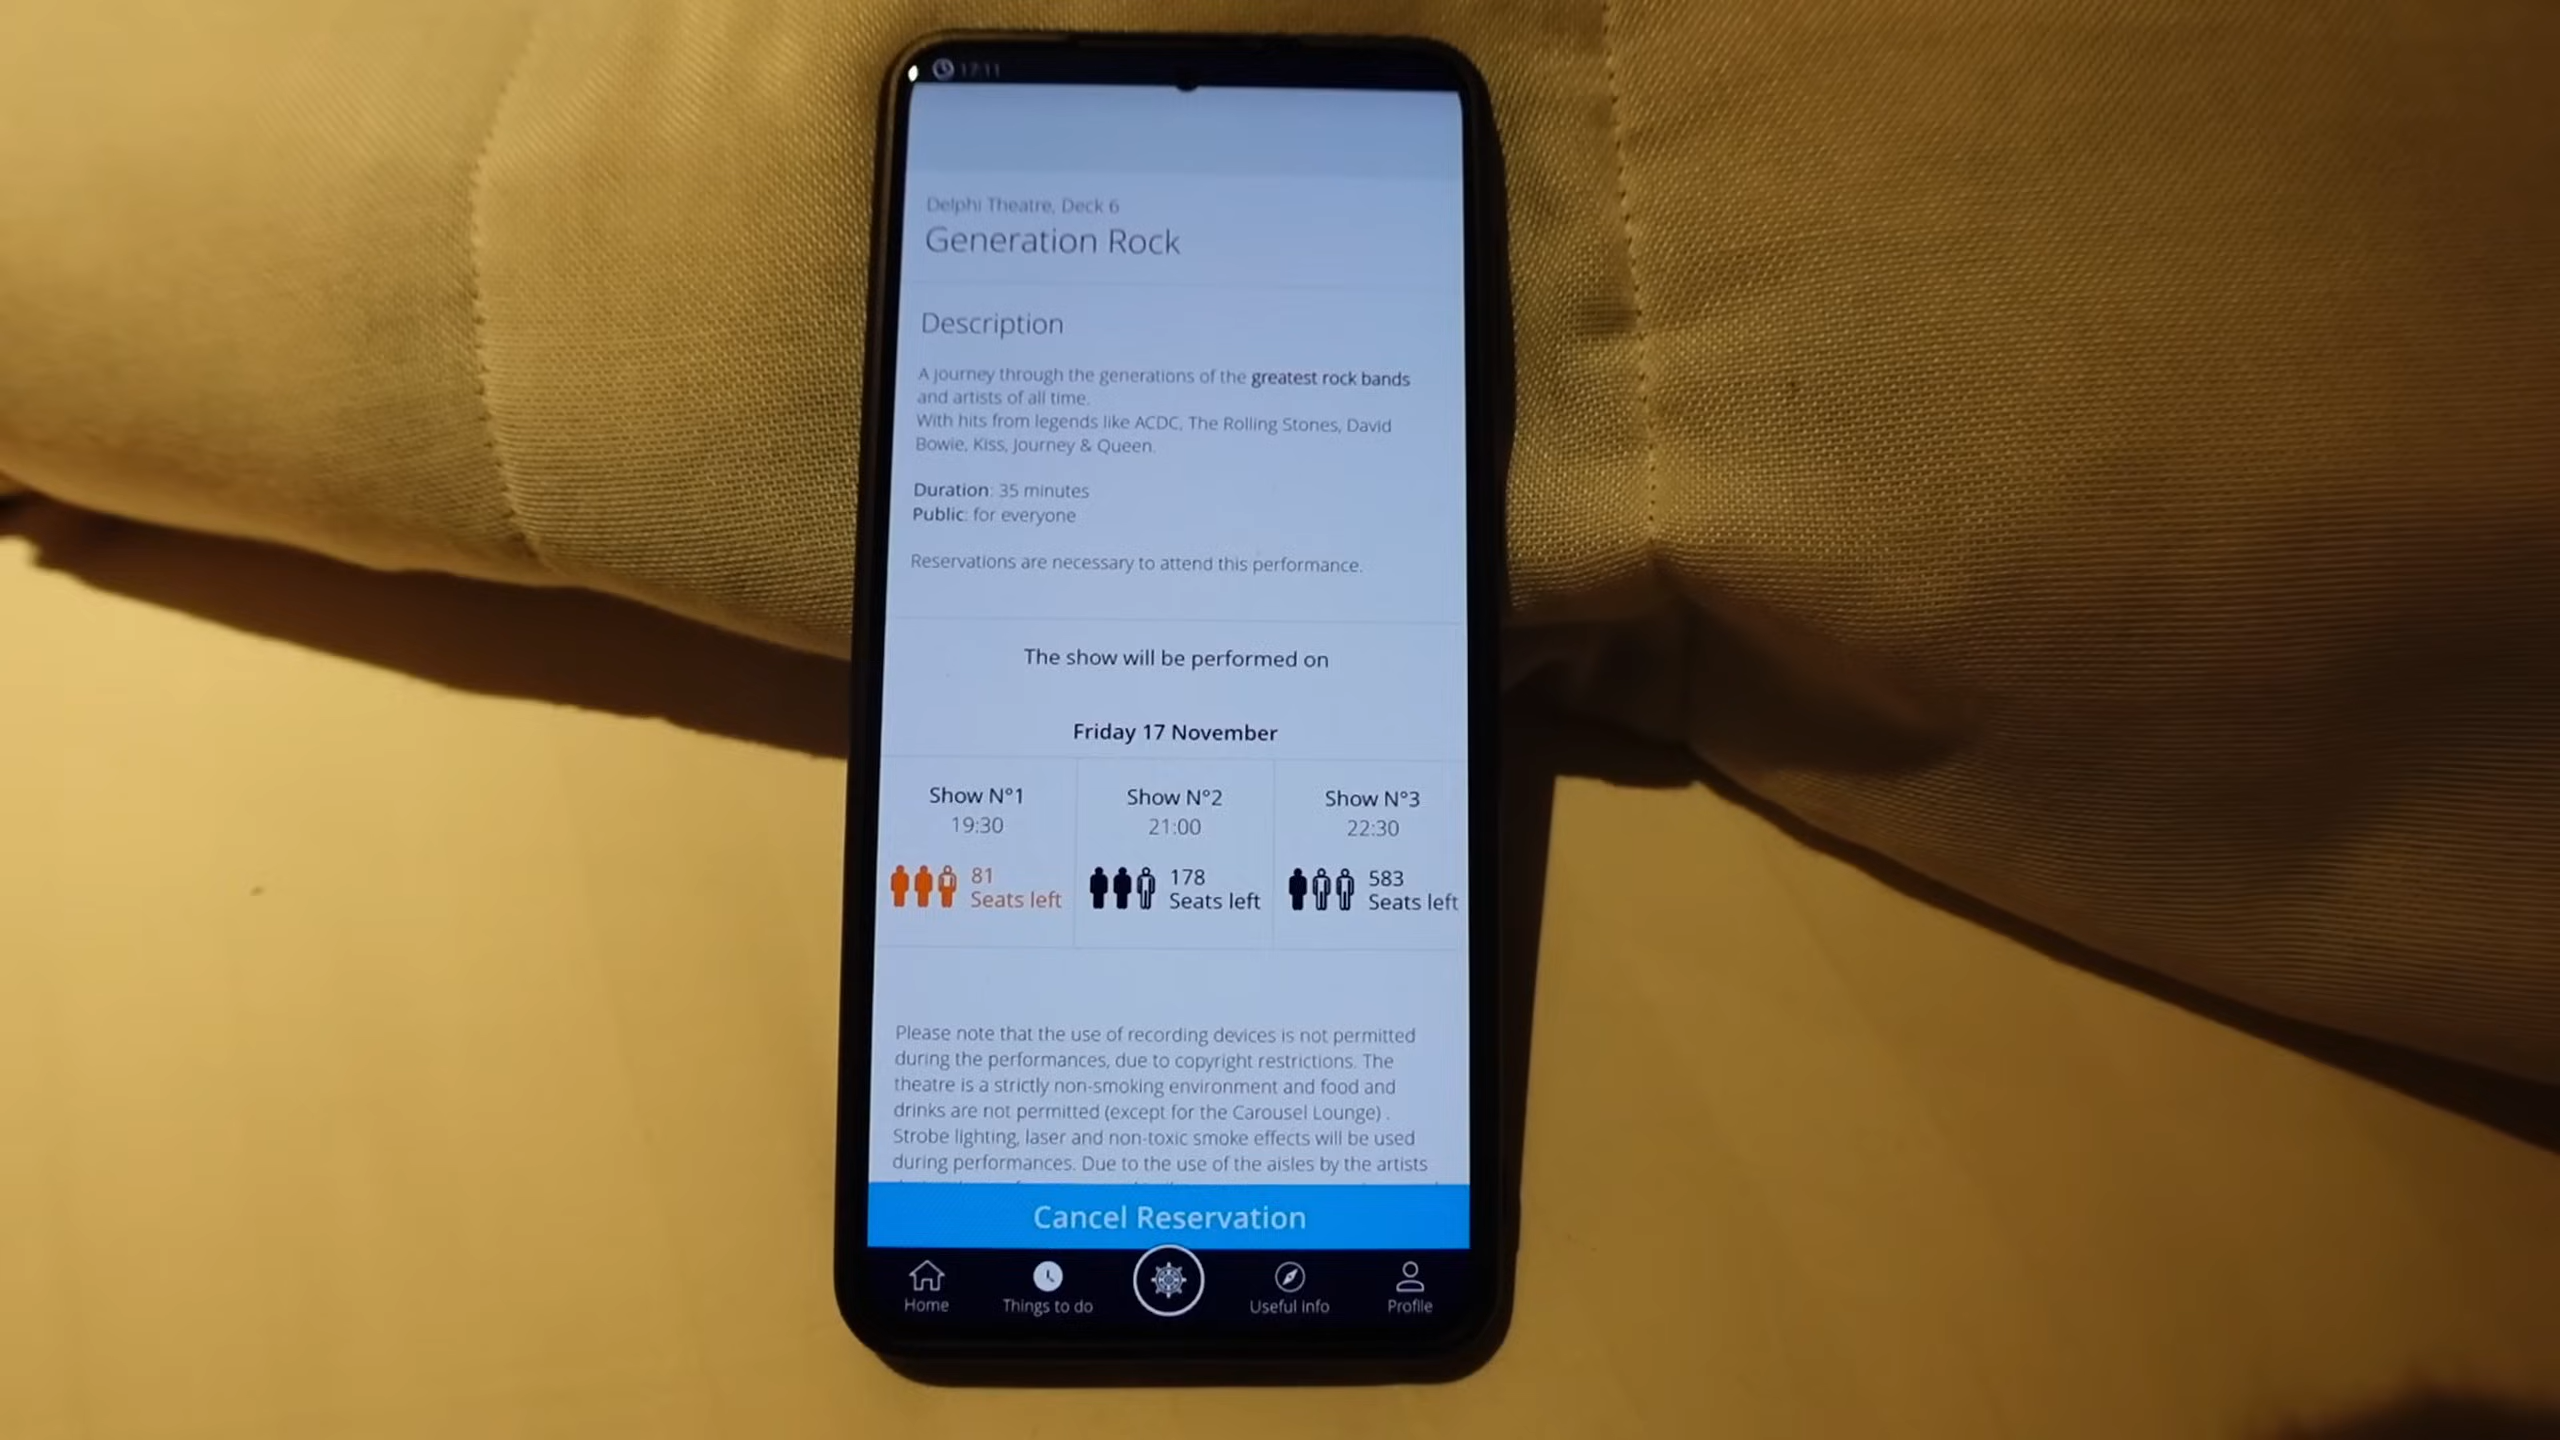 17:11
Delphi Theatre, Deck 6
Generation Rock
Description
A journey through the generations of the greatest rock bands
and artists of all time.
With hits from legends like ACDC, The Rolling Stones, David
Bowie, Kiss, Journey & Queen.
Duration: 35 minutes
Public: for everyone
Reservations are necessary to attend this performance.
The show will be performed on
Friday 17 November
Show N°1
19:30
81
Seats left
Show N°2
21:00
178
Seats left
Show N°3
22:30
583
Seats left
Please note that the use of recording devices is not permitted
during the performances, due to copyright restrictions. The
theatre is a strictly non-smoking environment and food and
drinks are not permitted (except for the Carousel Lounge) .
Strobe lighting, laser and non-toxic smoke effects will be used
during performances. Due to the use of the aisles by the artists
Cancel Reservation
Home
Things to do
Useful info
Profile